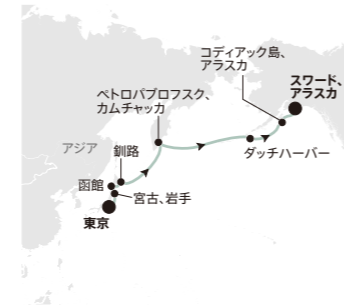 コディアック島、
アラスカ
スワード、
アラスカ
ペトロパブロフスク、
カムチャッカ
アジア
釧路
ダッチハーバー
函館
宮古、岩手
東京